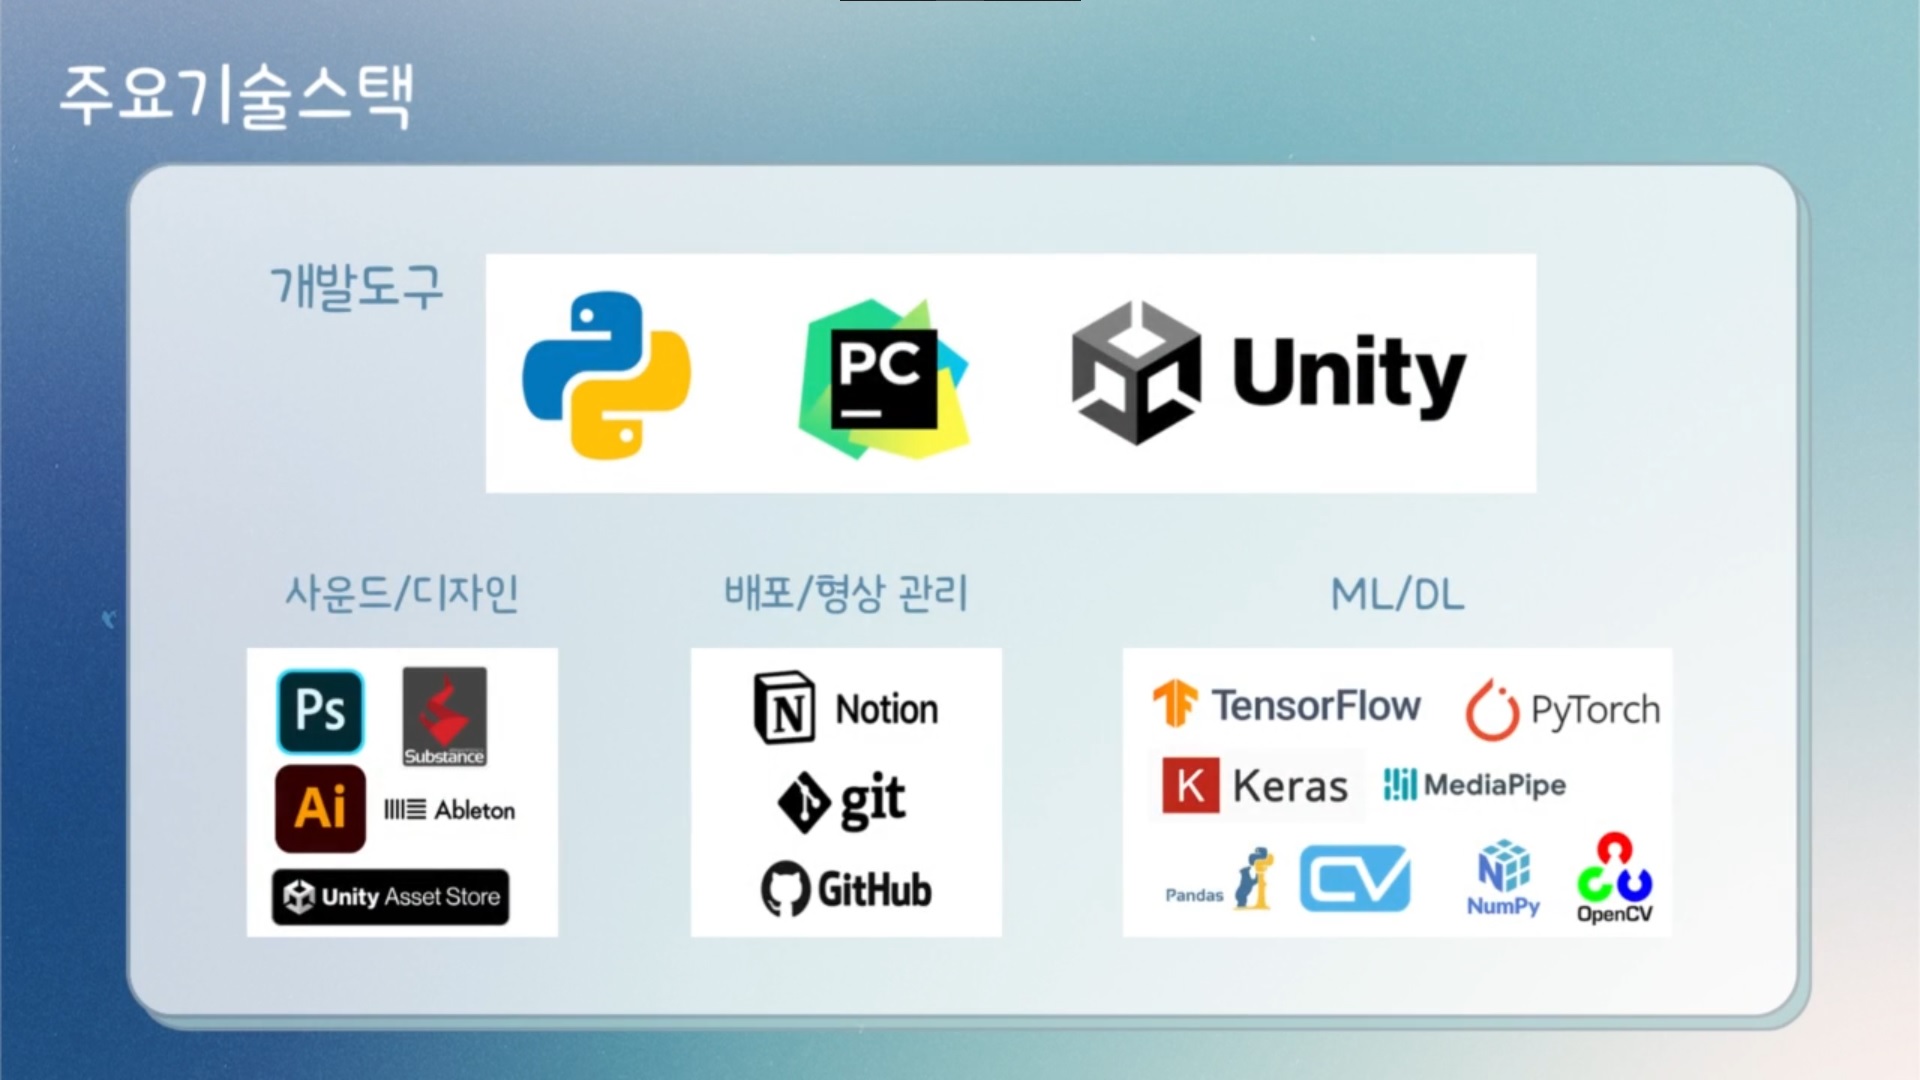 주요기술스택
개발도구
PC
Unity
사운드/디자인
배포/형상 관리
ML/DL
Ps
Substance
Ai
Ableton
Unity Asset Store
N Notion
git
GitHub
TensorFlow
PyTorch
K Keras
MediaPipe
Pandas
CV
NumPy
OpenCV